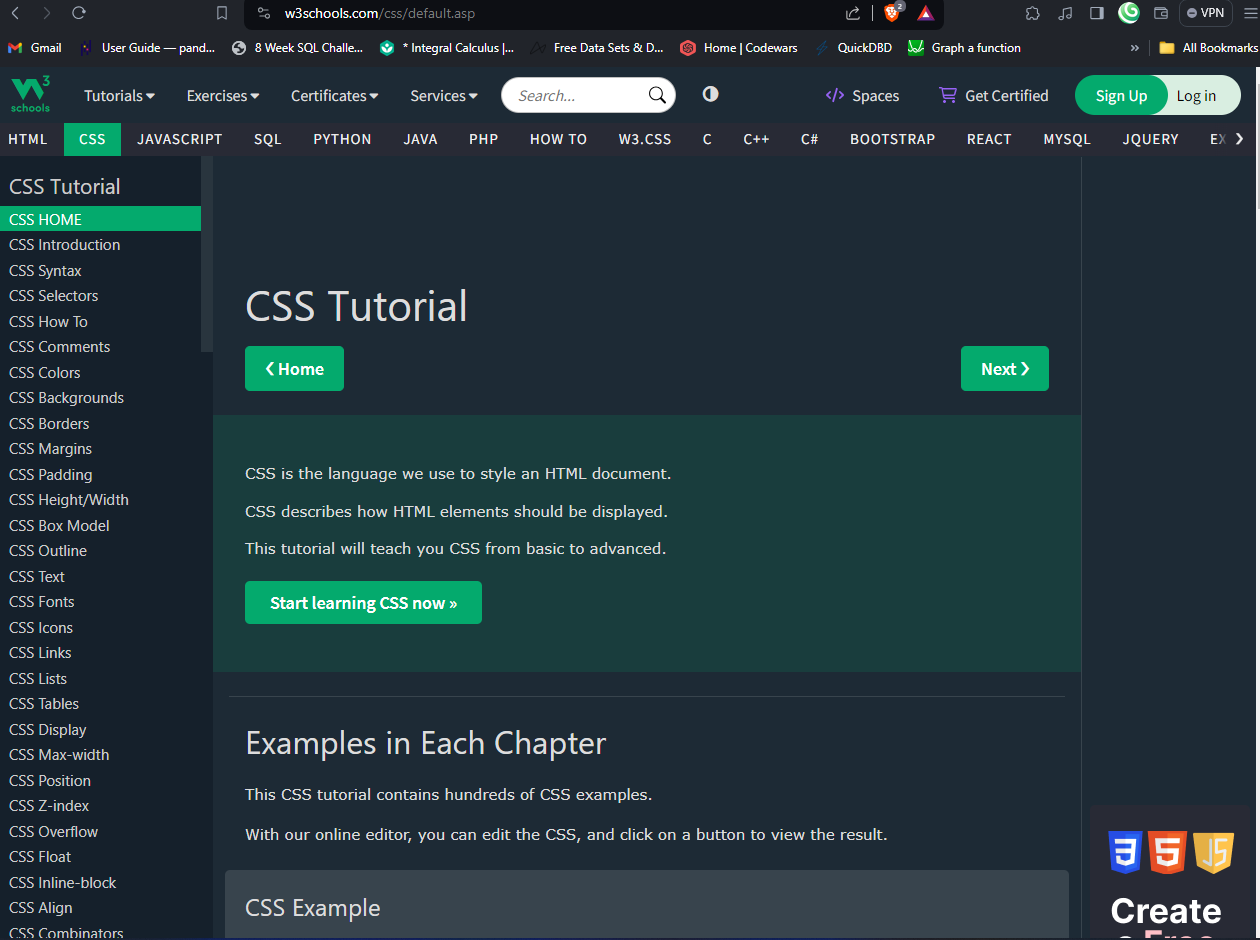 w3schools.com/css/default.asp
2
VPN
Gmail
User Guide — pand...
8 Week SQL Challe...
* Integral Calculus |...
Free Data Sets & D...
Home | Codewars
QuickDBD
Graph a function
»
All Bookmarks
W3
schools
Tutorials
Exercises
Certificates
Services
Search...
</> Spaces
Get Certified
Sign Up
Log in
HTML CSS JAVASCRIPT SQL PYTHON JAVA PHP HOW TO W3.CSS C C++ C# BOOTSTRAP REACT MYSQL JQUERY EX ❯
CSS Tutorial
CSS HOME
CSS Introduction
CSS Syntax
CSS Selectors
CSS How To
CSS Comments
CSS Colors
CSS Backgrounds
CSS Borders
CSS Margins
CSS Padding
CSS Height/Width
CSS Box Model
CSS Outline
CSS Text
CSS Fonts
CSS Icons
CSS Links
CSS Lists
CSS Tables
CSS Display
CSS Max-width
CSS Position
CSS Z-index
CSS Overflow
CSS Float
CSS Inline-block
CSS Align
CSS Combinators
CSS Tutorial
❮ Home
Next ❯
CSS is the language we use to style an HTML document.
CSS describes how HTML elements should be displayed.
This tutorial will teach you CSS from basic to advanced.
Start learning CSS now »
Examples in Each Chapter
This CSS tutorial contains hundreds of CSS examples.
With our online editor, you can edit the CSS, and click on a button to view the result.
CSS Example
3 5 JS
Create
a Free